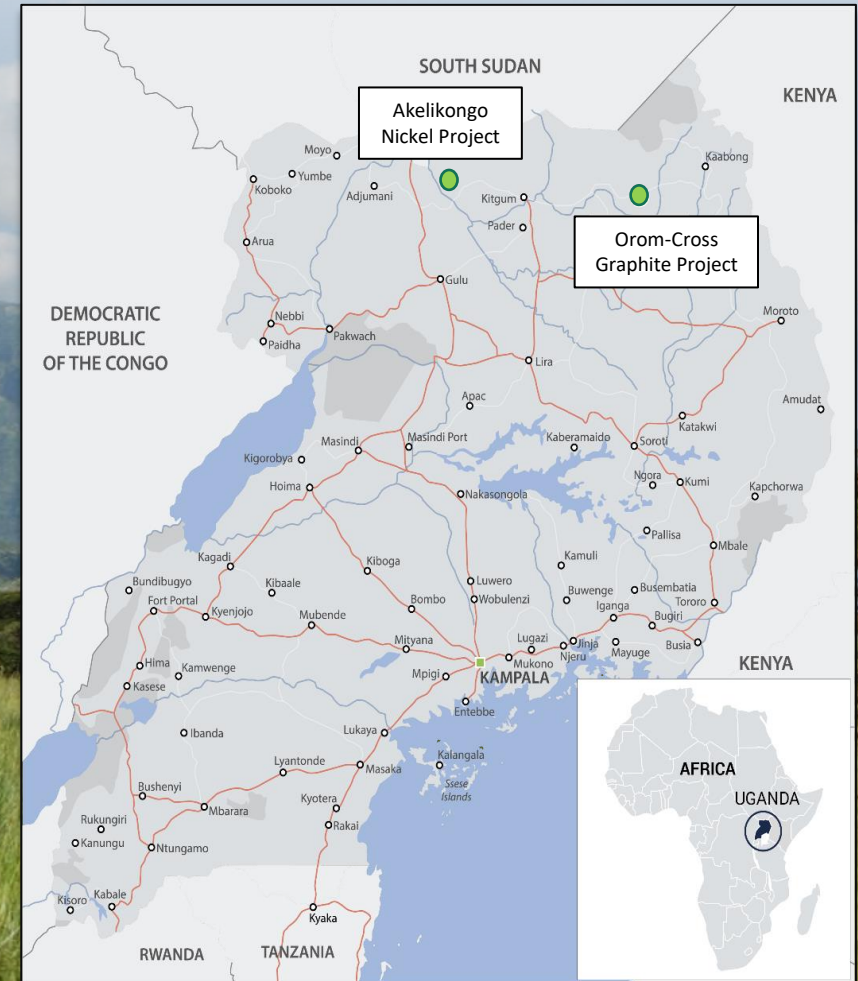 SOUTH SUDAN
KENYA
Akelikongo
Nickel Project
Moyo
Yumbe
Koboko
Adjumani
Kitgum
Kaabong
Pader
Arua
Orom-Cross
Graphite Project
Gulu
DEMOCRATIC
REPUBLIC
OF THE CONGO
Nebbi
Pakwach
Paidha
Moroto
Lira
Apac
Amudat
Katakwi
Masindi
Masindi Port
Kaberamaido
Soroti
Kigorobya
Ngora
Kumi
Hoima
Nakasongola
Kapchorwa
Pallisa
Mbale
Kagadi
Kiboga
Kamuli
Bundibugyo
Kibaale
Luwero
Buwenge
Busembatia
Fort Portal
Bombo
Wobulenzi
Iganga
Tororo
Kyenjojo
Mubende
Bugiri
Mityana
Lugazi
Jinja
Busia
Hima
Kamwenge
Mpigi
Mukono
Njeru
Mayuge
KENYA
KAMPALA
Kasese
Entebbe
Ibanda
Lukaya
Kalangala
Lyantonde
Masaka
Ssese
Islands
Bushenyi
Mbarara
Kyotera
Rukungiri
Rakai
Kanungu
Ntungamo
Kisoro
Kabale
Kyaka
RWANDA
TANZANIA
AFRICA
UGANDA